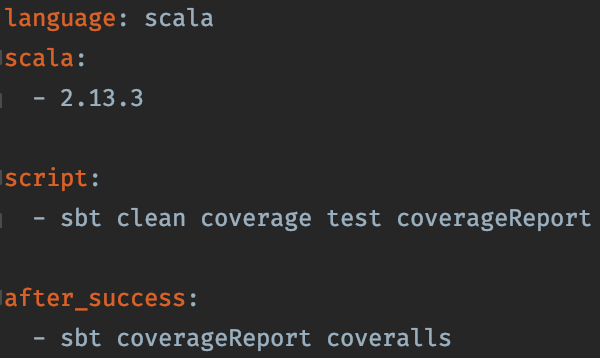 language: scala
scala:
  - 2.13.3
script:
  - sbt clean coverage test coverageReport
after_success:
  - sbt coverageReport coveralls